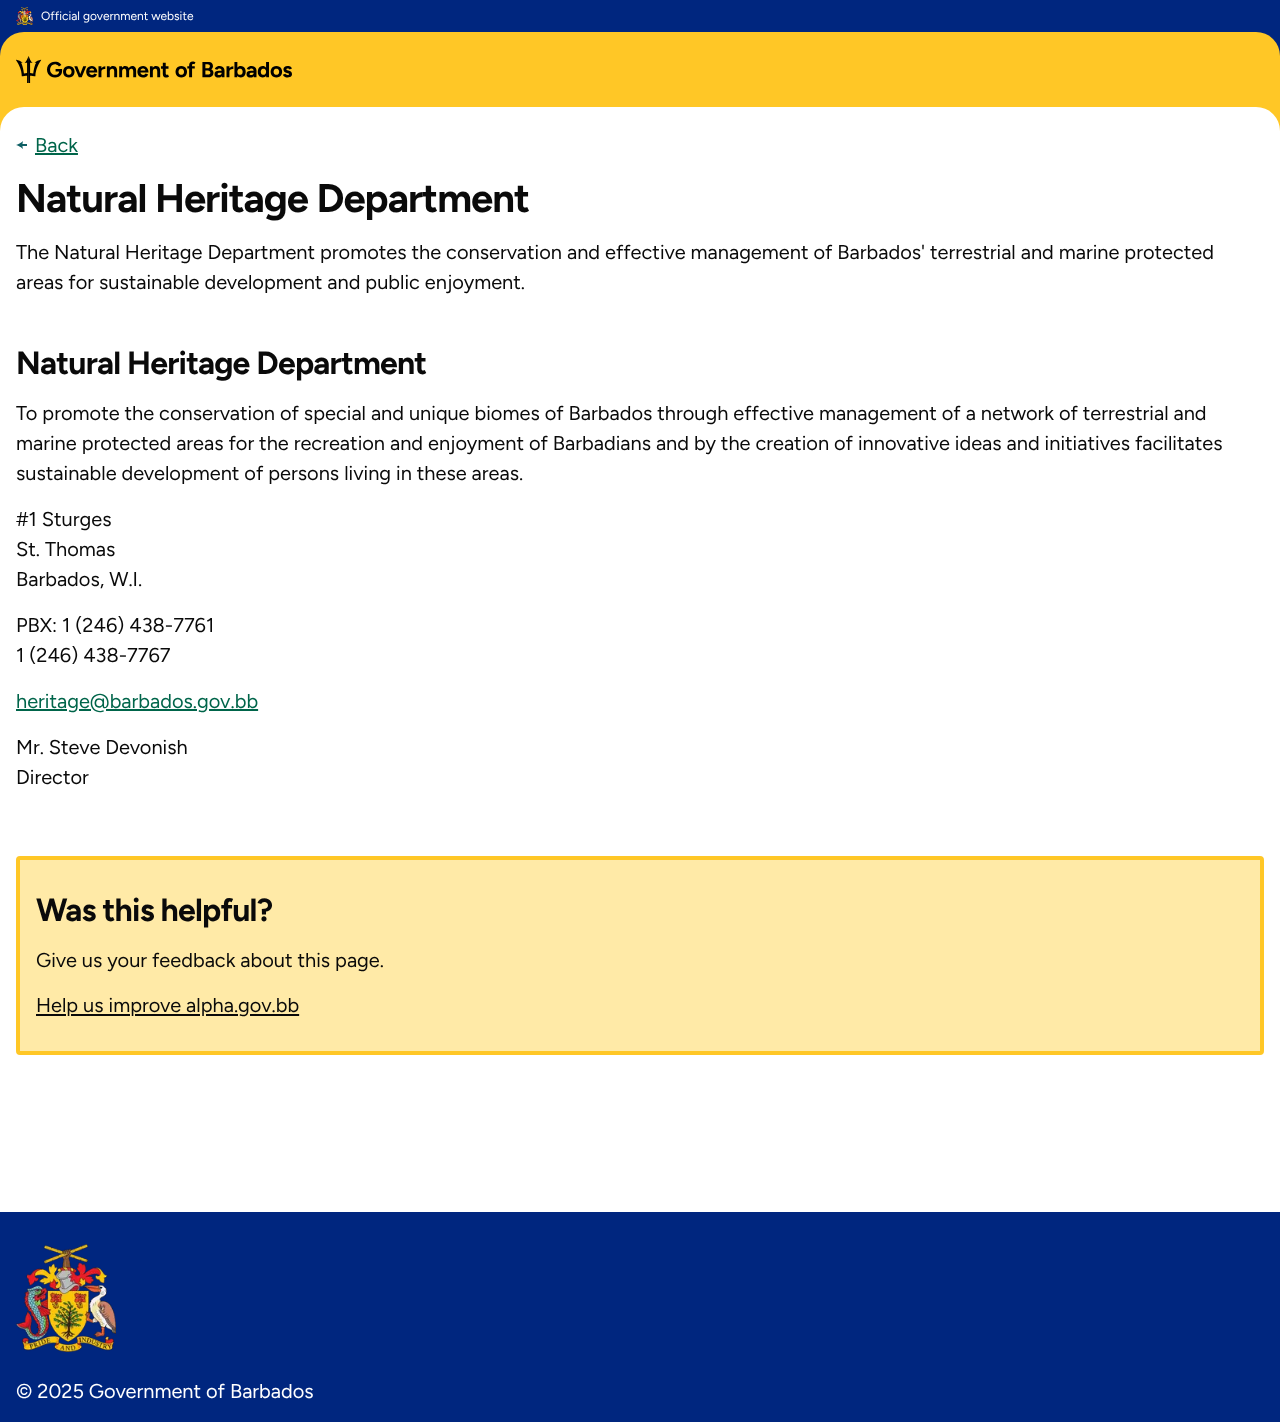 Official government website
Government of Barbados
Back
Natural Heritage Department
The Natural Heritage Department promotes the conservation and effective management of Barbados' terrestrial and marine protected
areas for sustainable development and public enjoyment.
Natural Heritage Department
To promote the conservation of special and unique biomes of Barbados through effective management of a network of terrestrial and
marine protected areas for the recreation and enjoyment of Barbadians and by the creation of innovative ideas and initiatives facilitates
sustainable development of persons living in these areas.
#1 Sturges
St. Thomas
Barbados, W.I.
PBX: 1 (246) 438-7761
1 (246) 438-7767
heritage@barbados.gov.bb
Mr. Steve Devonish
Director
Was this helpful?
Give us your feedback about this page.
Help us improve alpha.gov.bb
PRIDE AND INDUSTRY
© 2025 Government of Barbados